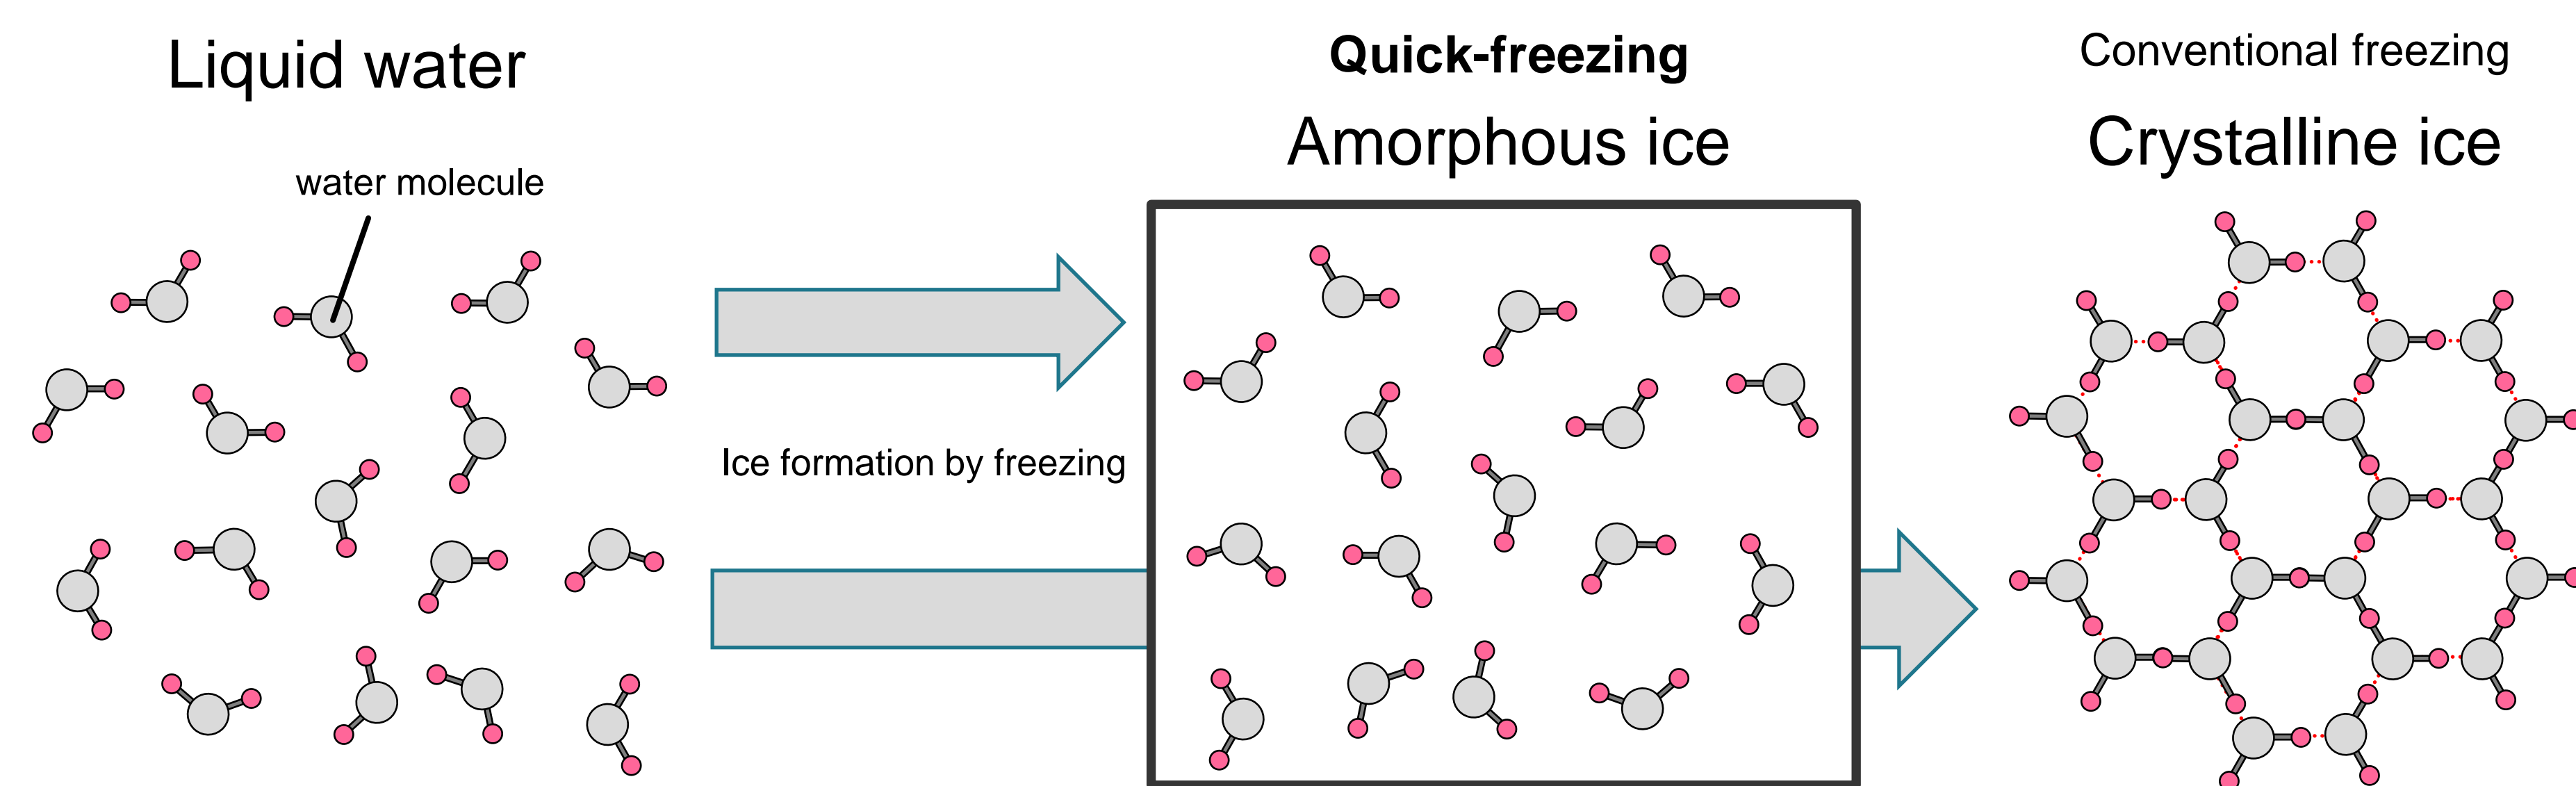 Liquid water
water molecule
Ice formation by freezing
Quick-freezing
Amorphous ice
Conventional freezing
Crystalline ice